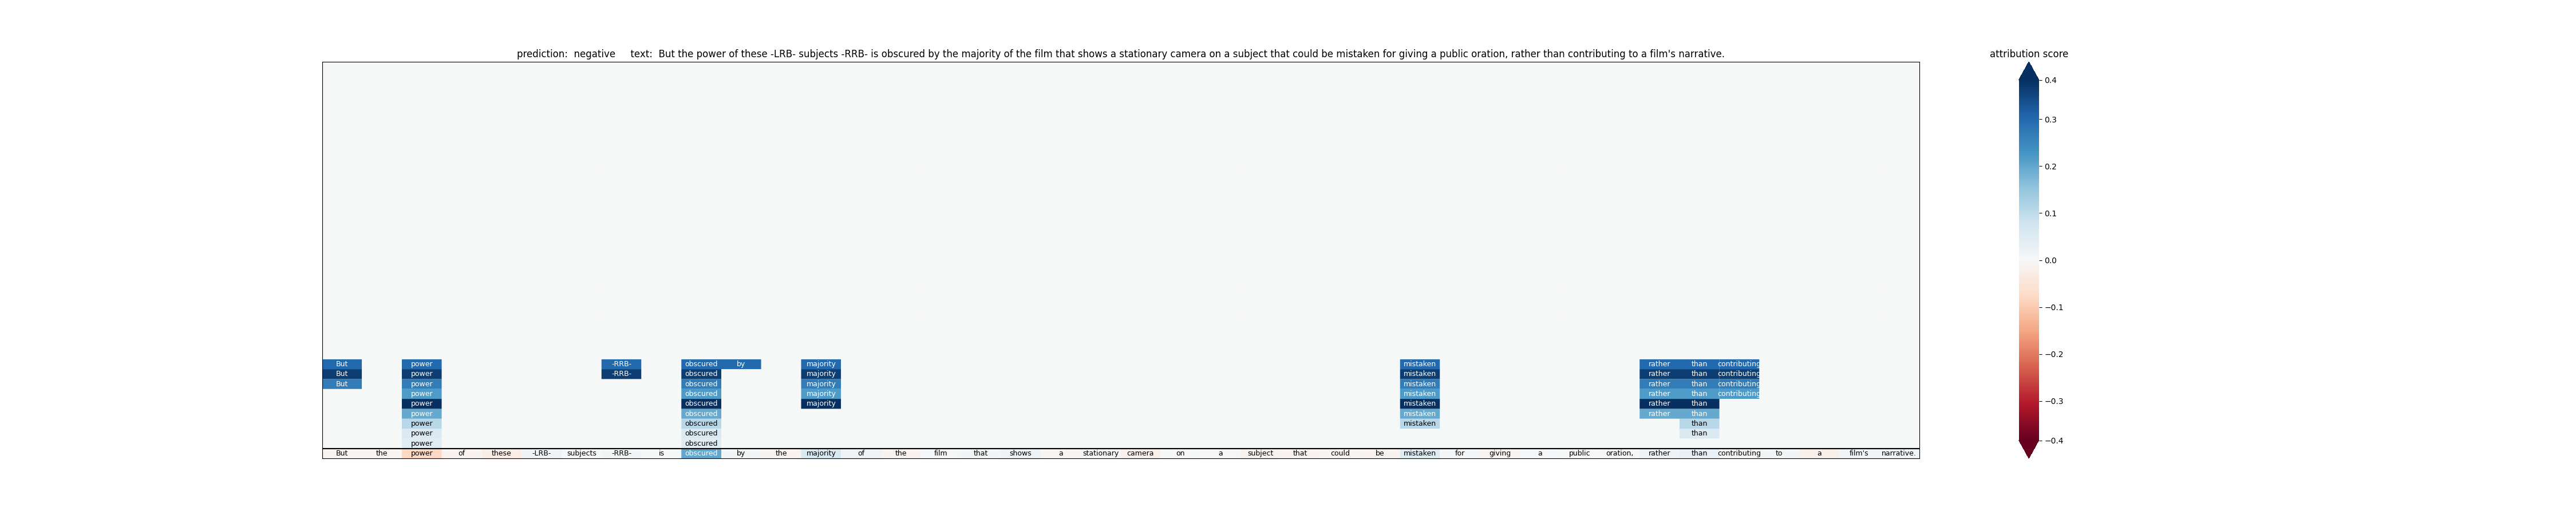 prediction:  negative     text:  But the power of these -LRB- subjects -RRB- is obscured by the majority of the film that shows a stationary camera on a subject that could be mistaken for giving a public oration, rather than contributing to a film's narrative.
attribution score
0.4
0.3
0.2
0.1
0.0
−0.1
−0.2
−0.3
−0.4
But power -RRB- obscured by majority mistaken rather than contributing
But power -RRB- obscured majority mistaken rather than contributing
But power obscured majority mistaken rather than contributing
power obscured majority mistaken rather than contributing
power obscured majority mistaken rather than
power obscured mistaken rather than
power obscured mistaken than
power obscured than
power obscured
But the power of these -LRB- subjects -RRB- is obscured by the majority of the film that shows a stationary camera on a subject that could be mistaken for giving a public oration, rather than contributing to a film's narrative.